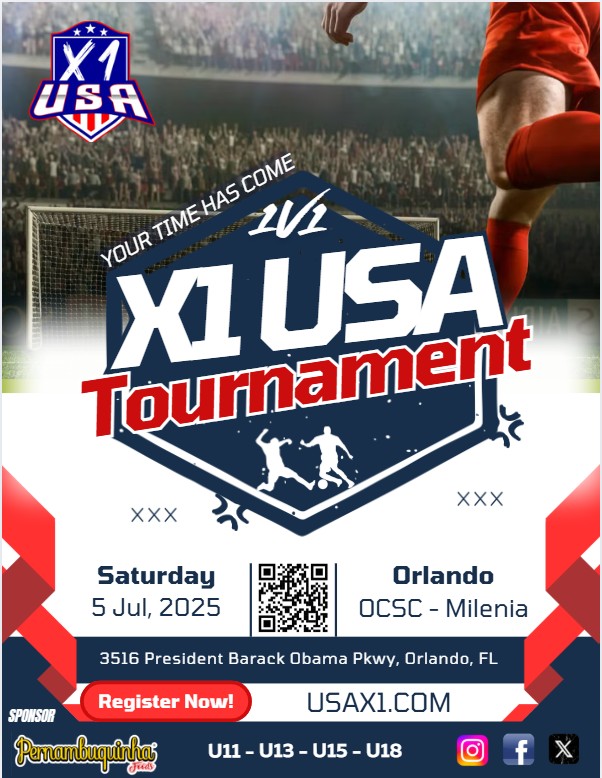 X1
USA
YOUR TIME HAS COME
1V1
X1 USA
Tournament
XXX
XXX
Saturday
5 Jul, 2025
Orlando
OCSC - Milenia
3516 President Barack Obama Pkwy, Orlando, FL
Register Now!
USAX1.COM
SPONSOR
Pernambuquinha
Foods
U11 - U13 - U15 - U18